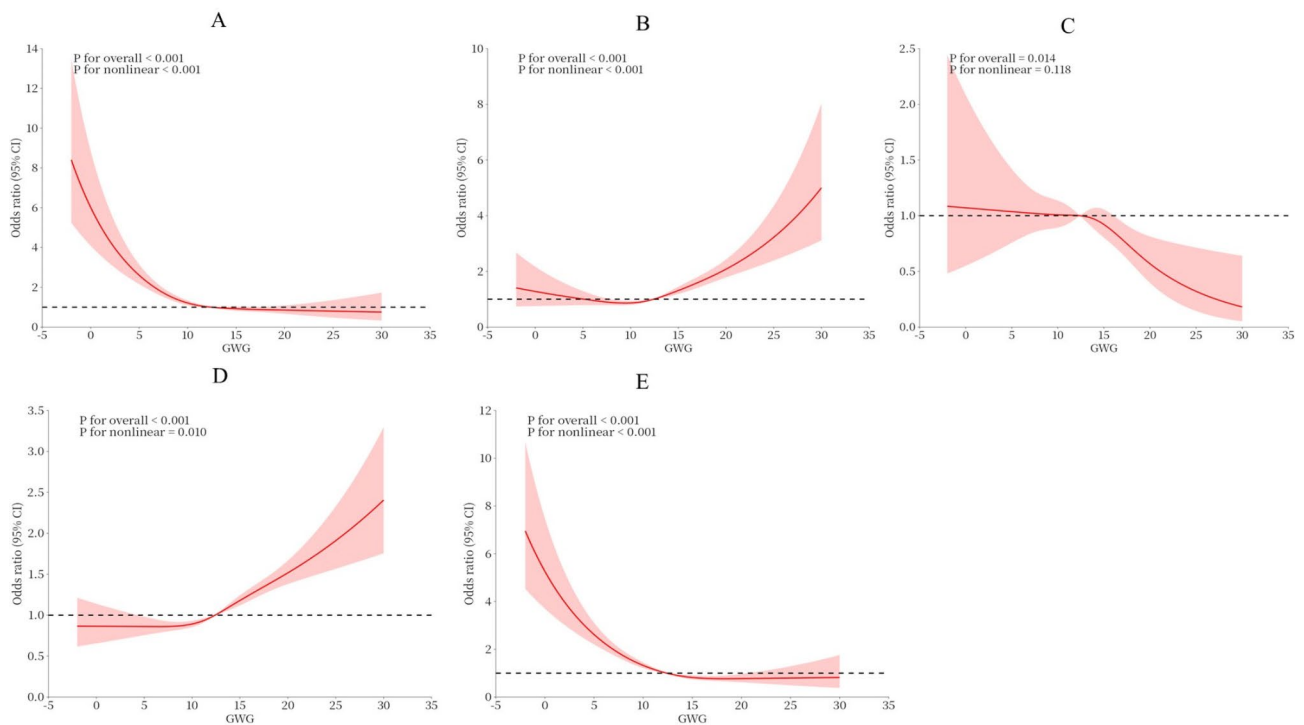 A
P for overall < 0.001
P for nonlinear < 0.001
Odds ratio (95% CI)
14
12
10
8
6
4
2
0
-5 0 5 10 15 20 25 30 35
GWG
B
P for overall < 0.001
P for nonlinear < 0.001
Odds ratio (95% CI)
10
8
6
4
2
0
-5 0 5 10 15 20 25 30 35
GWG
C
P for overall = 0.014
P for nonlinear = 0.118
Odds ratio (95% CI)
2.5
2.0
1.5
1.0
0.5
0.0
-5 0 5 10 15 20 25 30 35
GWG
D
P for overall < 0.001
P for nonlinear = 0.010
Odds ratio (95% CI)
3.5
3.0
2.5
2.0
1.5
1.0
0.5
0.0
-5 0 5 10 15 20 25 30 35
GWG
E
P for overall < 0.001
P for nonlinear < 0.001
Odds ratio (95% CI)
12
10
8
6
4
2
0
-5 0 5 10 15 20 25 30 35
GWG